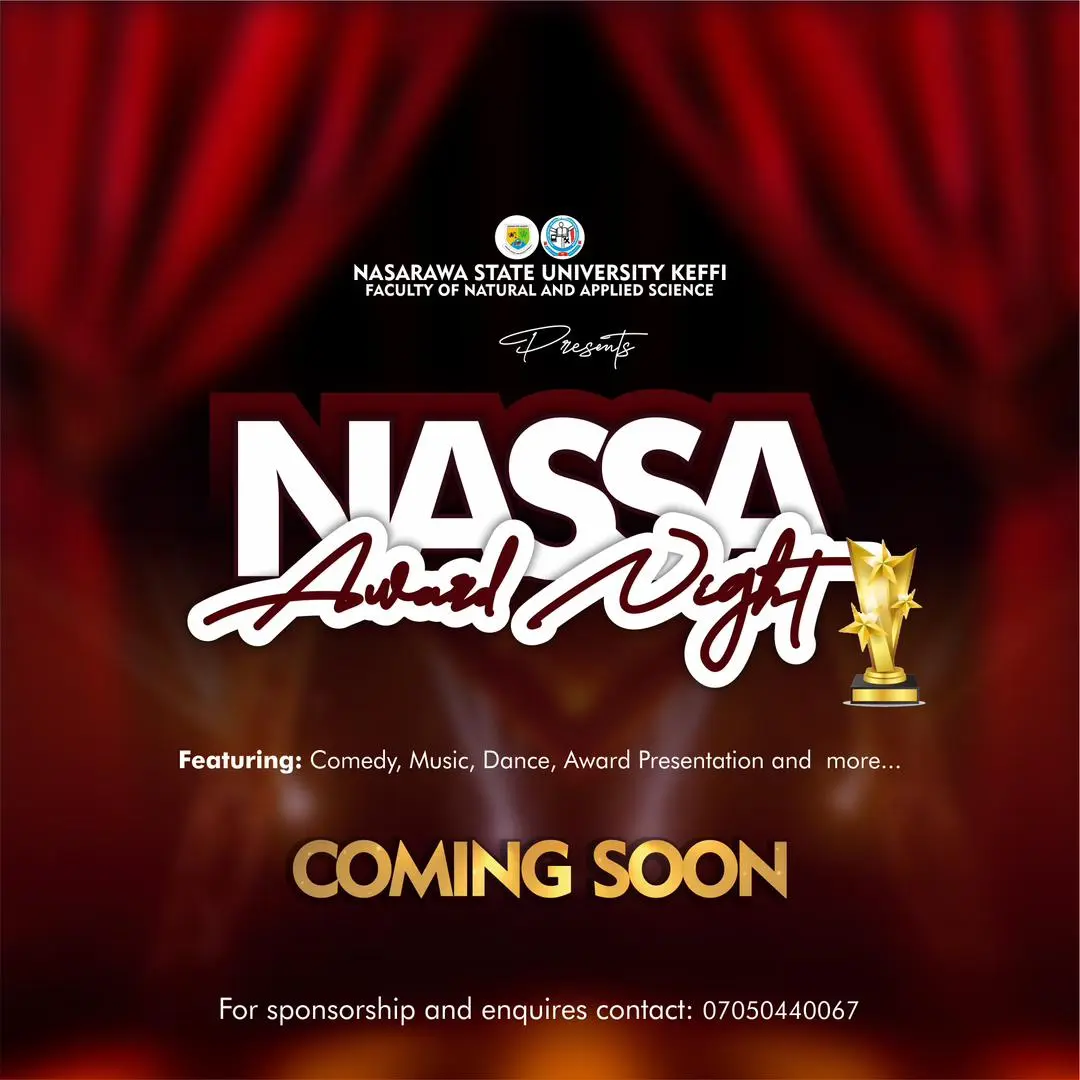 NASARAWA STATE UNIVERSITY KEFFI
FACULTY OF NATURAL AND APPLIED SCIENCE
Presents
NASSA
Award Night
Featuring: Comedy, Music, Dance, Award Presentation and more...
COMING SOON
For sponsorship and enquires contact: 07050440067